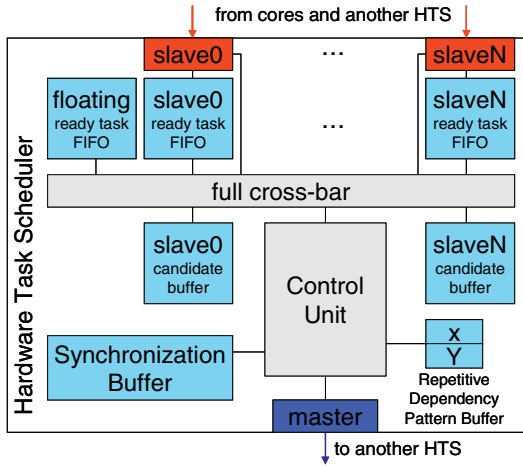 from cores and another HTS
slave0
...
slaveN
floating
ready task
FIFO
slave0
ready task
FIFO
...
slaveN
ready task
FIFO
full cross-bar
slave0
candidate
buffer
Control
Unit
slaveN
candidate
buffer
Synchronization
Buffer
X
Y
Repetitive
Dependency
Pattern Buffer
master
to another HTS
Hardware Task Scheduler